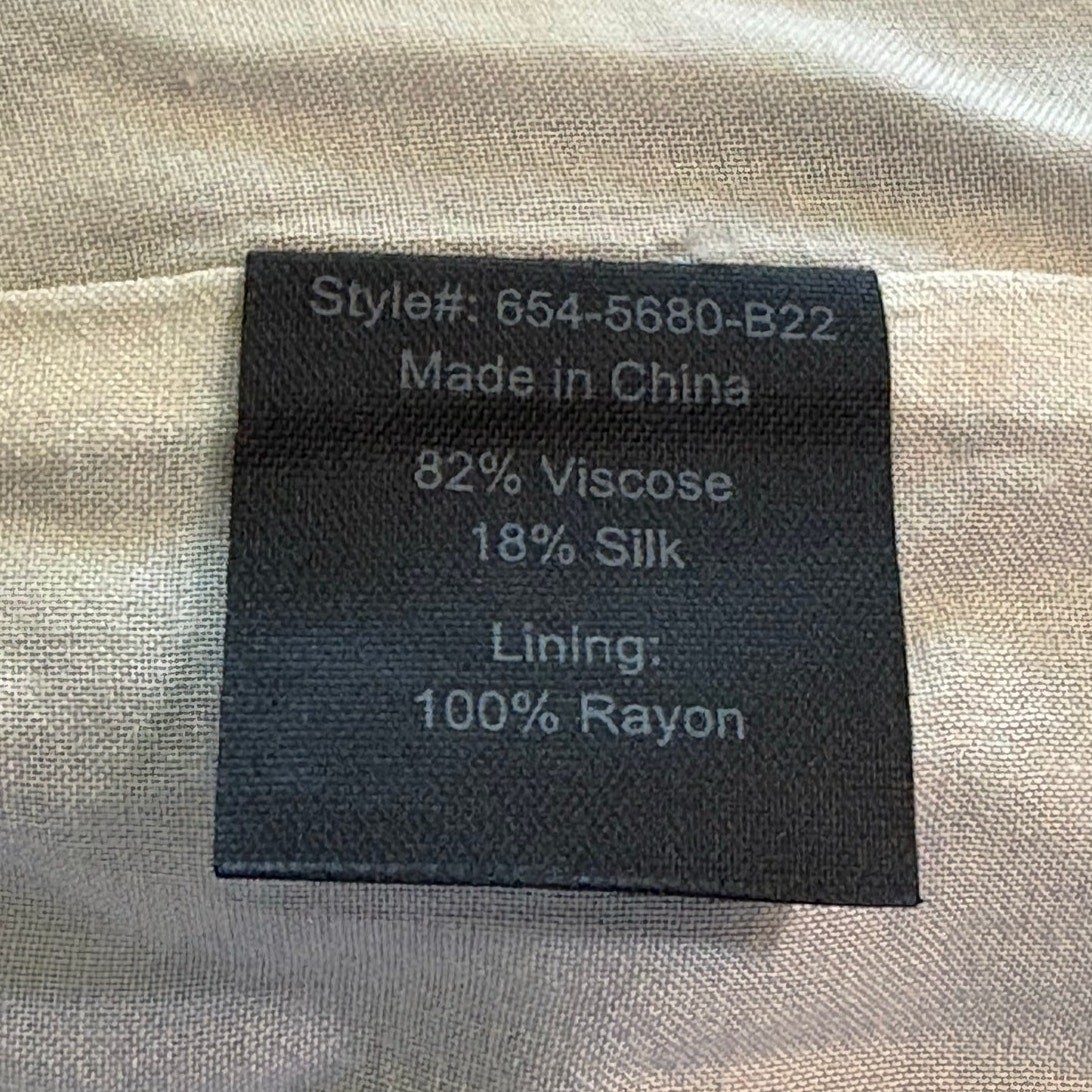 Style#: 654-5680-B22
Made in China
82% Viscose
18% Silk
Lining:
100% Rayon